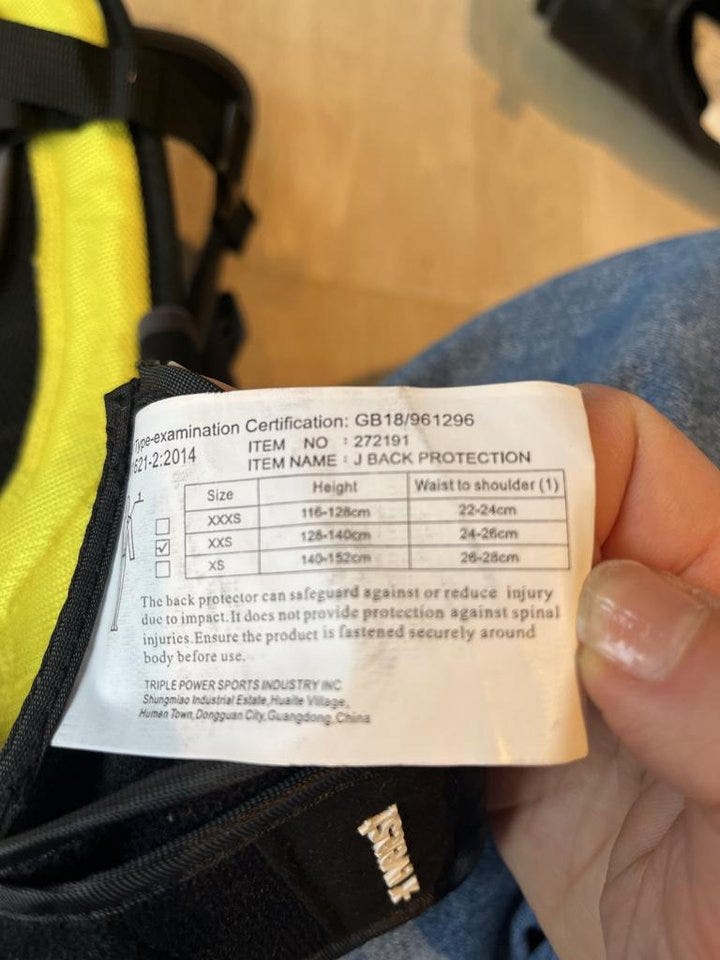 Type-examination Certification: GB18/961296
621-2:2014
ITEM NO : 272191
ITEM NAME : J BACK PROTECTION
Size Height Waist to shoulder (1)
XXXS 116-128cm 22-24cm
XXS 128-140cm 24-26cm
XS 140-152cm 26-28cm
The back protector can safeguard against or reduce injury
due to impact. It does not provide protection against spinal
injuries. Ensure the product is fastened securely around
body before use.
TRIPLE POWER SPORTS INDUSTRY INC
Shungmiao Industrial Estate, Huaite Village,
Human Town, Dongguan City, Guangdong, China